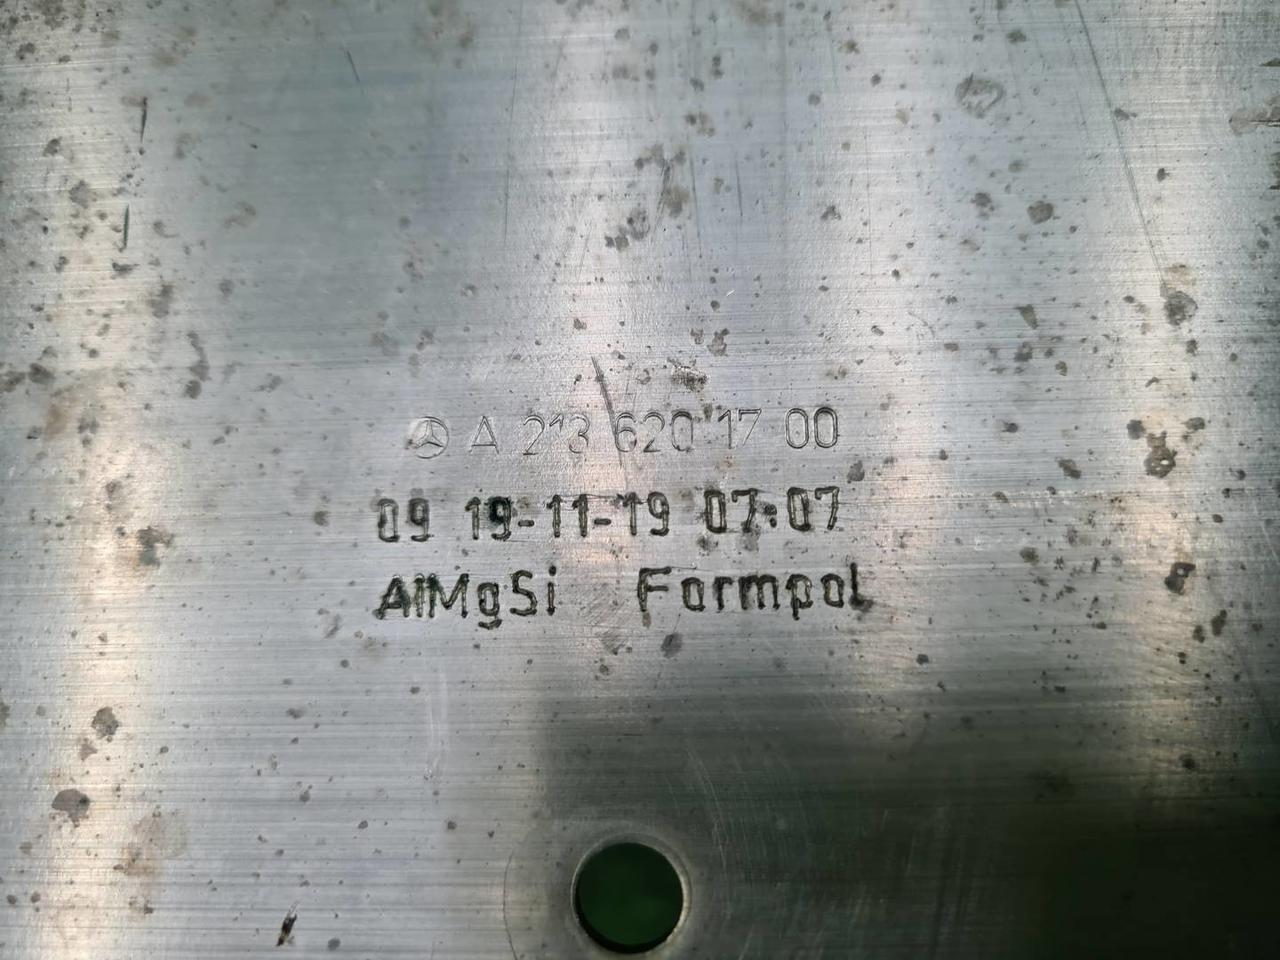 A 213 620 17 00
09 19-11-19 07:07
AlMgSi Formpol